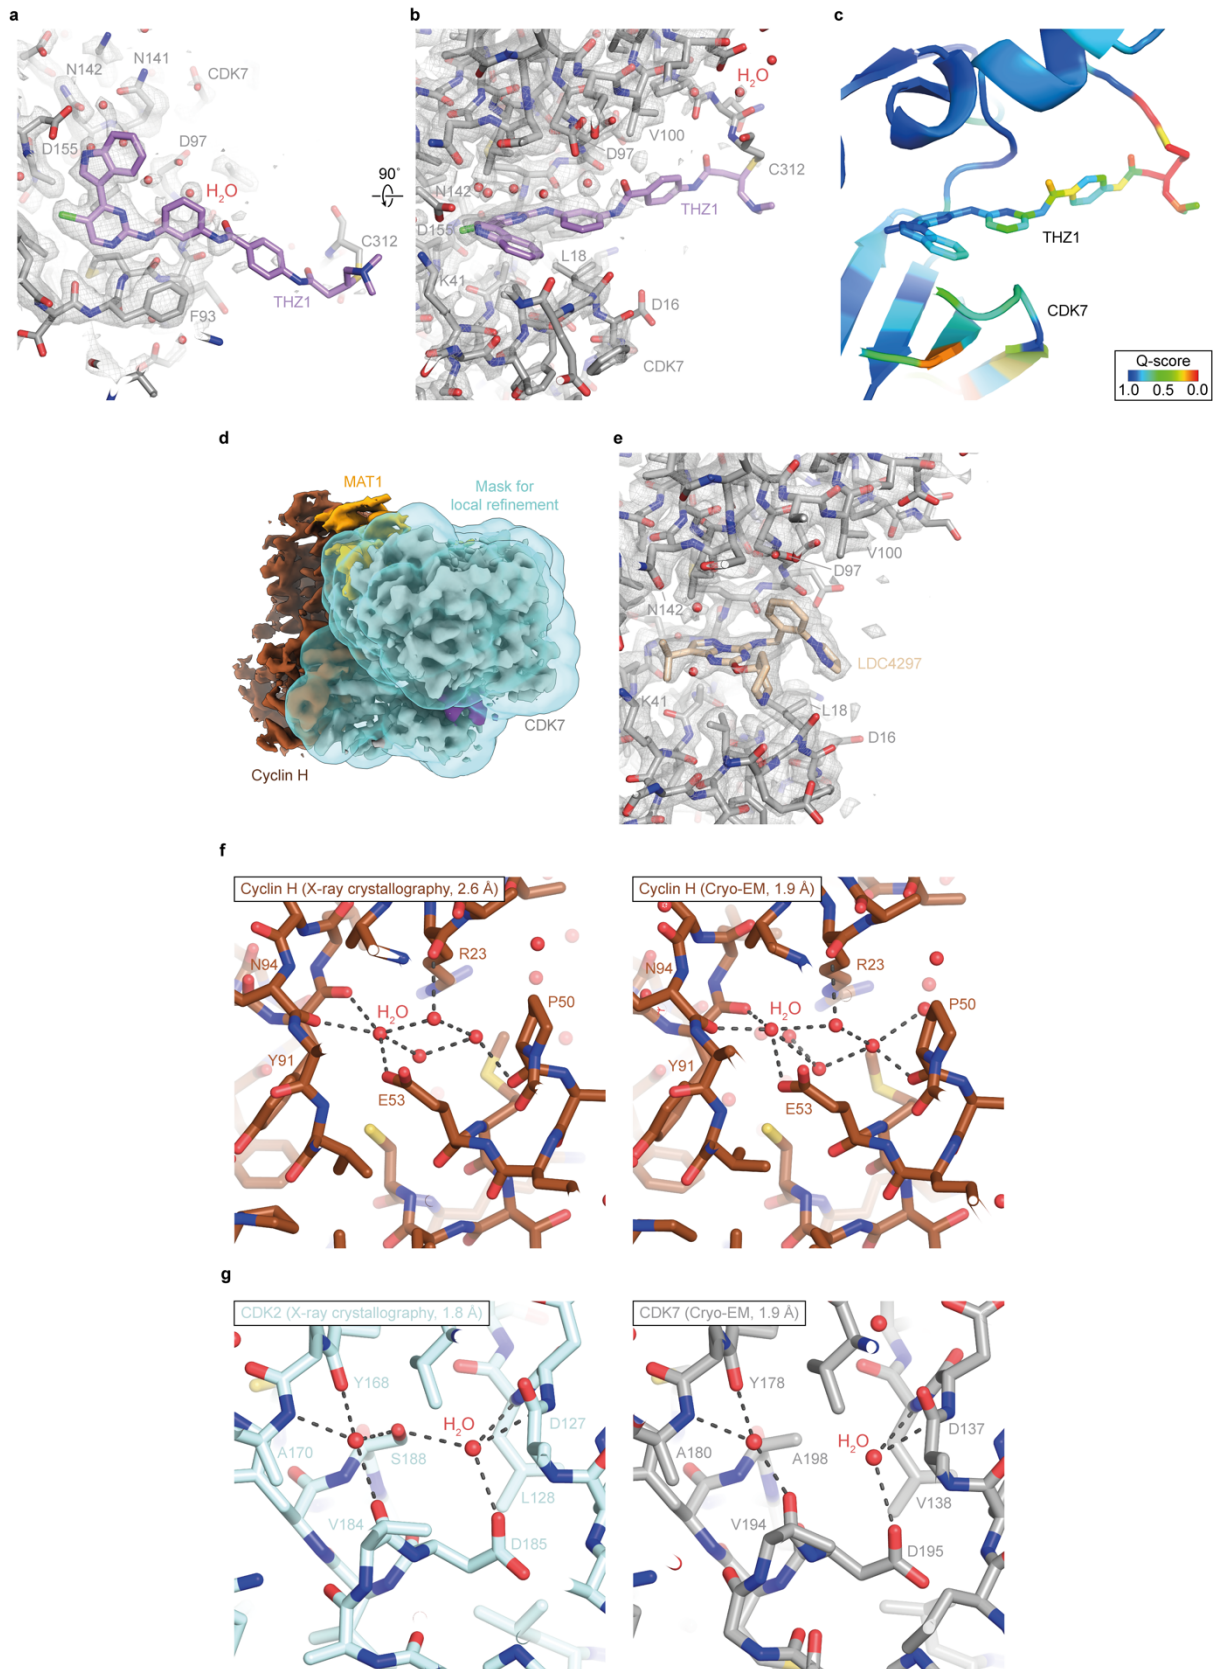 a
N141
N142
CDK7
D155
D97
H₂O
F93
THZ1
C312
90°
b
H₂O
V100
D97
C312
N142
THZ1
D155
L18
K41
D16
CDK7
c
THZ1
CDK7
Q-score
1.0 0.5 0.0
d
MAT1
Mask for
local refinement
CDK7
Cyclin H
e
V100
D97
N142
LDC4297
K41
L18
D16
f
Cyclin H (X-ray crystallography, 2.6 Å)
N94
R23
H₂O
P50
Y91
E53
Cyclin H (Cryo-EM, 1.9 Å)
N94
R23
H₂O
P50
Y91
E53
g
CDK2 (X-ray crystallography, 1.8 Å)
Y168
H₂O
D127
A170
S188
L128
V184
D185
CDK7 (Cryo-EM, 1.9 Å)
Y178
D137
H₂O
A180
A198
V138
V194
D195